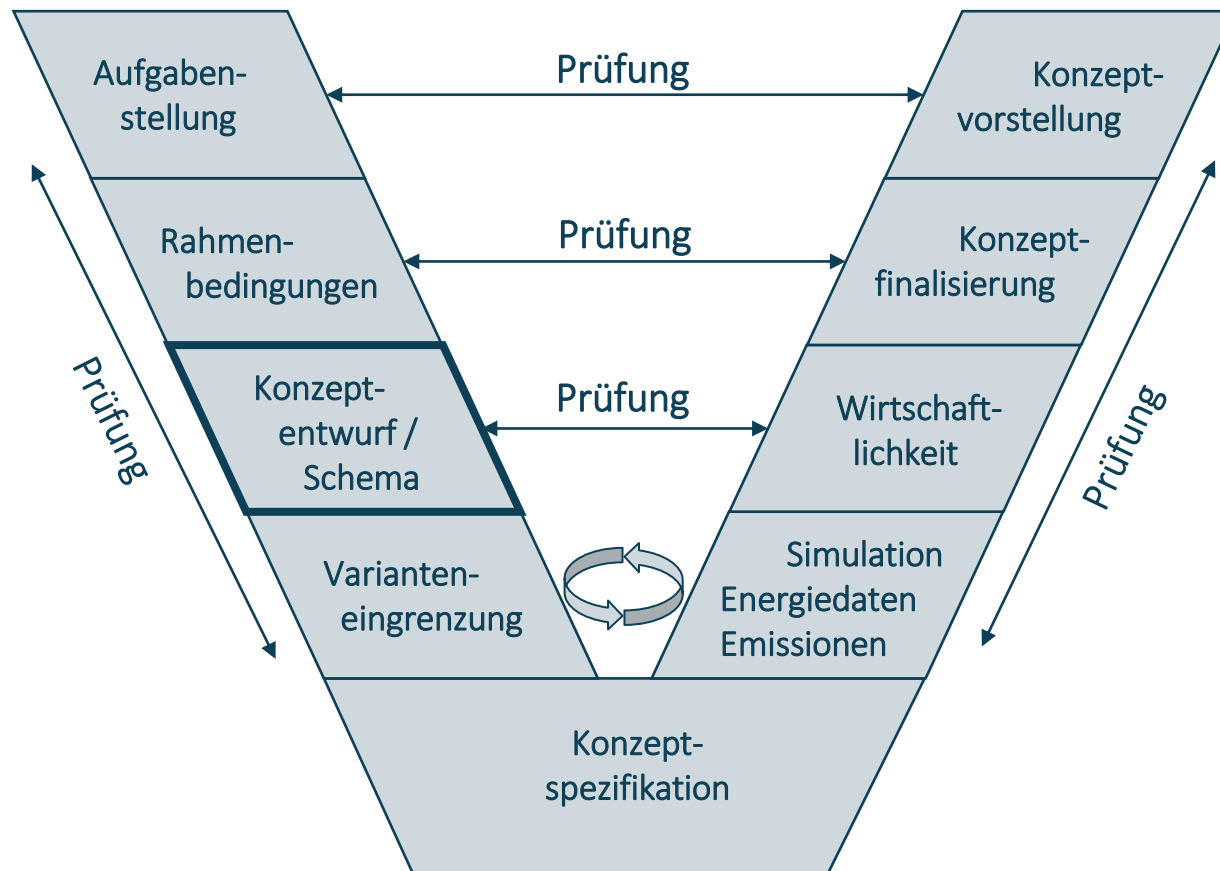 Aufgaben-
stellung
Prüfung
Konzept-
vorstellung
Rahmen-
bedingungen
Prüfung
Konzept-
finalisierung
Prüfung
Konzept-
entwurf /
Schema
Prüfung
Wirtschaft-
lichkeit
Prüfung
Varianten-
eingrenzung
Simulation
Energiedaten
Emissionen
Konzept-
spezifikation